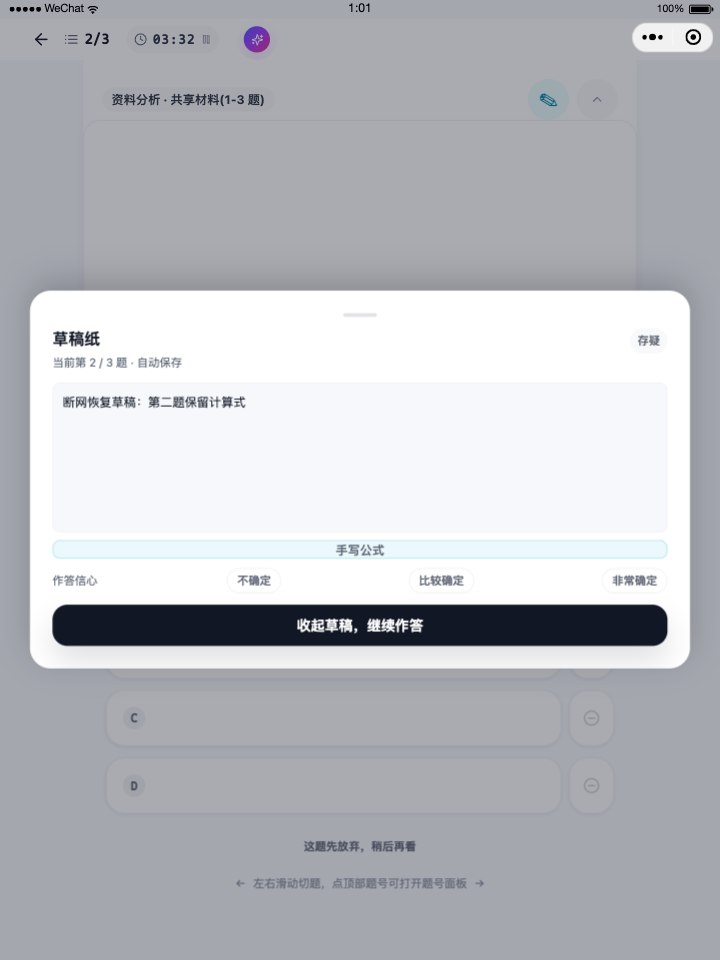 WeChat
1:01
100%
2/3
03:32
资料分析 · 共享材料(1-3 题)
草稿纸
存疑
当前第 2 / 3 题 · 自动保存
断网恢复草稿：第二题保留计算式
手写公式
作答信心
不确定
比较确定
非常确定
收起草稿，继续作答
C
D
这题先放弃，稍后再看
← 左右滑动切题，点顶部题号可打开题号面板 →